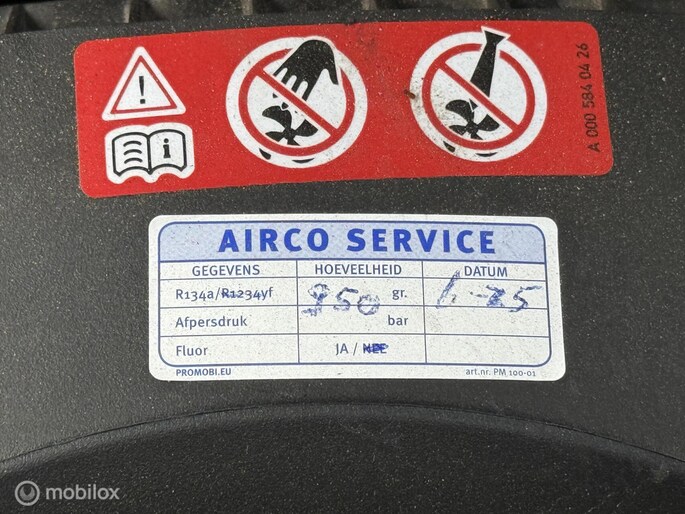 A 000 584 04 26
AIRCO SERVICE
GEGEVENS HOEVEELHEID DATUM
R134a/R1234yf 950 gr. 6-25
Afpersdruk bar
Fluor JA / NEE
PROMOBI.EU art.nr. PM 100-01
mobilox